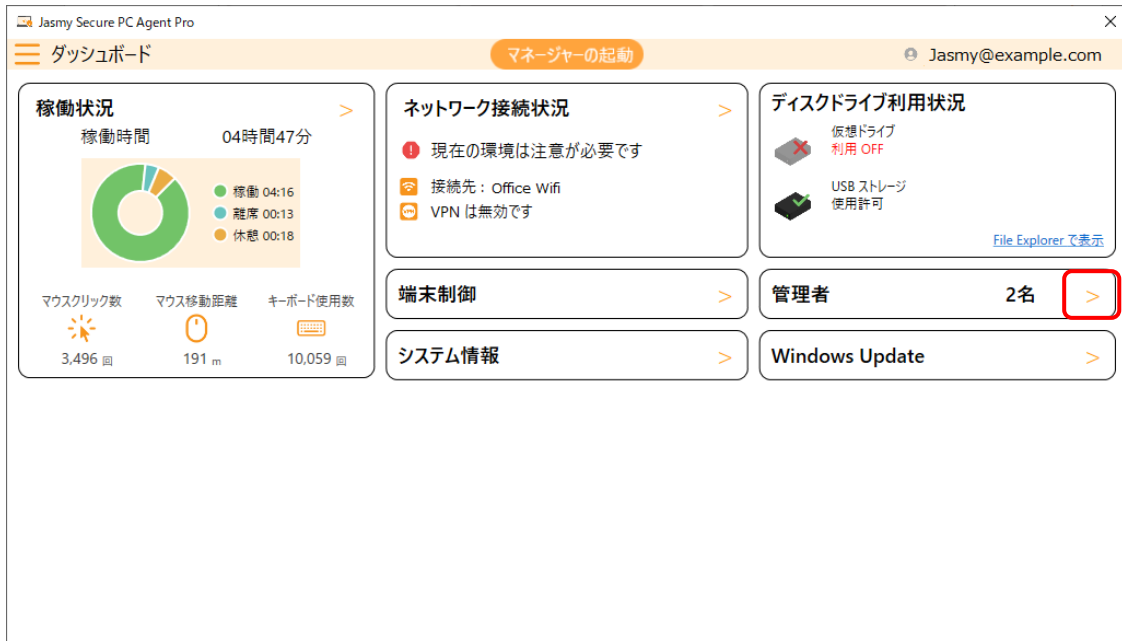 Jasmy Secure PC Agent Pro
ダッシュボード
マネージャーの起動
Jasmy@example.com
稼働状況 >
稼働時間 04時間47分
稼働 04:16
離席 00:13
休憩 00:18
マウスクリック数 マウス移動距離 キーボード使用数
3,496 回 191 m 10,059 回
ネットワーク接続状況 >
現在の環境は注意が必要です
接続先 : Office Wifi
VPN は無効です
ディスクドライブ利用状況
仮想ドライブ
利用 OFF
USB ストレージ
使用許可
File Explorer で表示
端末制御 >
管理者 2名 >
システム情報 >
Windows Update >